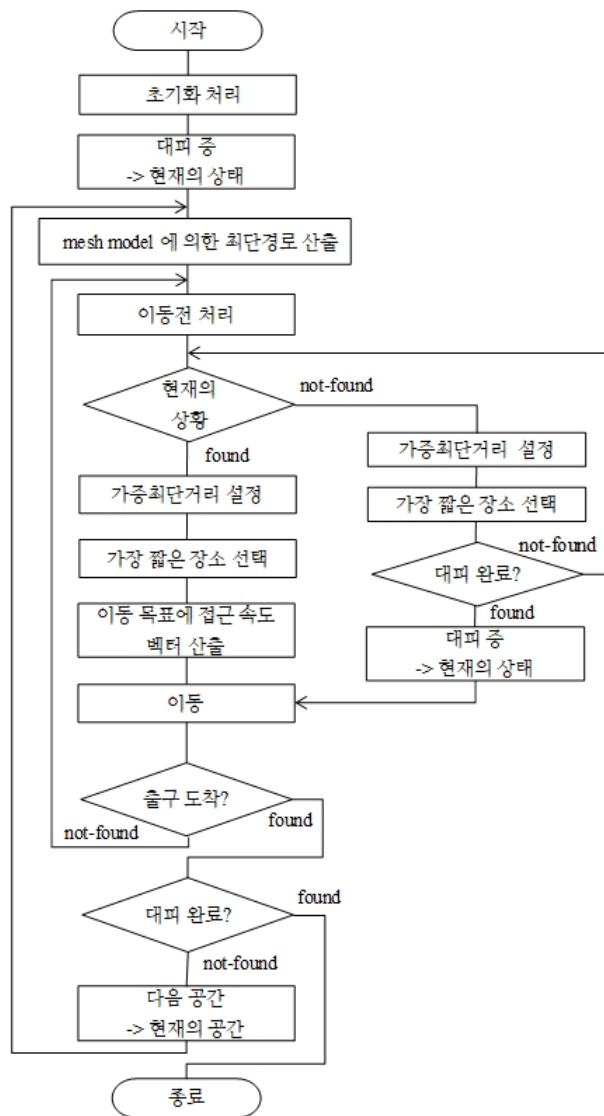 시작
초기화 처리
대피 중
-> 현재의 상태
mesh model 에 의한 최단경로 산출
이동전 처리
현재의
상황
not-found
found
가중최단거리 설정
가장 짧은 장소 선택
이동 목표에 접근 속도
벡터 산출
가중최단거리 설정
가장 짧은 장소 선택
대피 완료?
not-found
found
대피 중
-> 현재의 상태
이동
출구 도착?
not-found
found
대피 완료?
found
not-found
다음 공간
-> 현재의 공간
종료